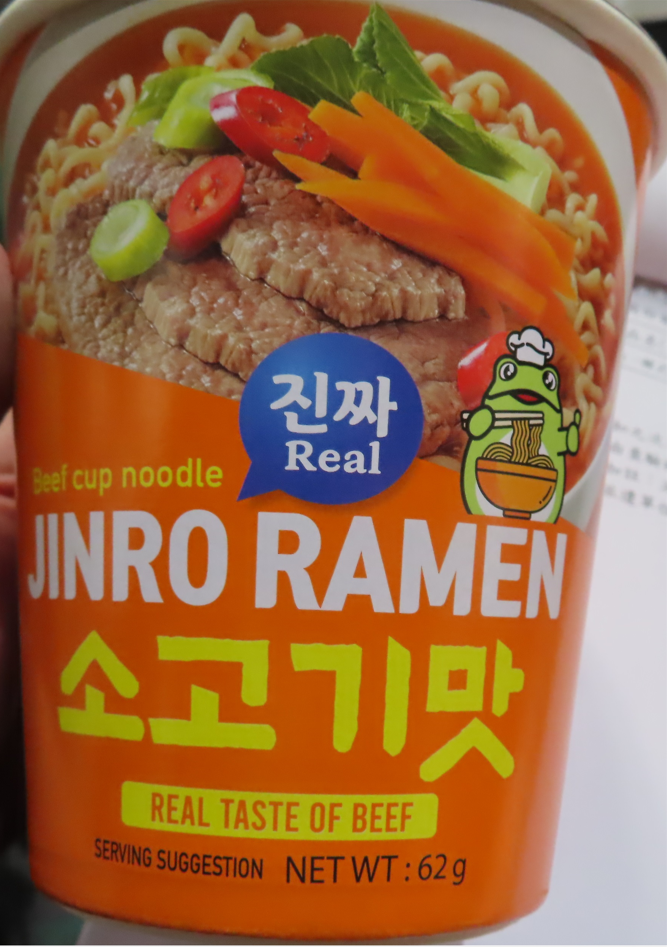 진짜
Real
Beef cup noodle
JINRO RAMEN
소고기맛
REAL TASTE OF BEEF
SERVING SUGGESTION NET WT : 62g